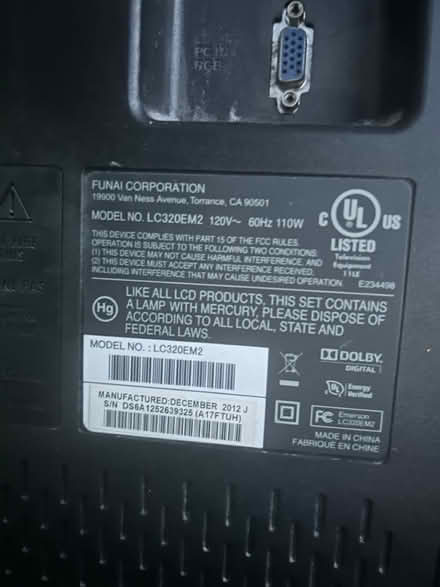 PC IN
RGB
FUNAI CORPORATION
19900 Van Ness Avenue, Torrance, CA 90501
MODEL NO. LC320EM2 120V~ 60Hz 110W
THIS DEVICE COMPLIES WITH PART 15 OF THE FCC RULES.
OPERATION IS SUBJECT TO THE FOLLOWING TWO CONDITIONS:
(1) THIS DEVICE MAY NOT CAUSE HARMFUL INTERFERENCE, AND
(2) THIS DEVICE MUST ACCEPT ANY INTERFERENCE RECEIVED,
INCLUDING INTERFERENCE THAT MAY CAUSE UNDESIRED OPERATION.
C UL US
LISTED
Television
Equipment
11LE
E234498
Hg
LIKE ALL LCD PRODUCTS, THIS SET CONTAINS
A LAMP WITH MERCURY, PLEASE DISPOSE OF
ACCORDING TO ALL LOCAL, STATE AND
FEDERAL LAWS.
MODEL NO. : LC320EM2
DOLBY
DIGITAL
UL Energy
Verified
MANUFACTURED:DECEMBER 2012 J
S/N DS6A1252639325 (A17FTUH)
FC Emerson
LC320EM2
MADE IN CHINA
FABRIQUÉ EN CHINE
PAS